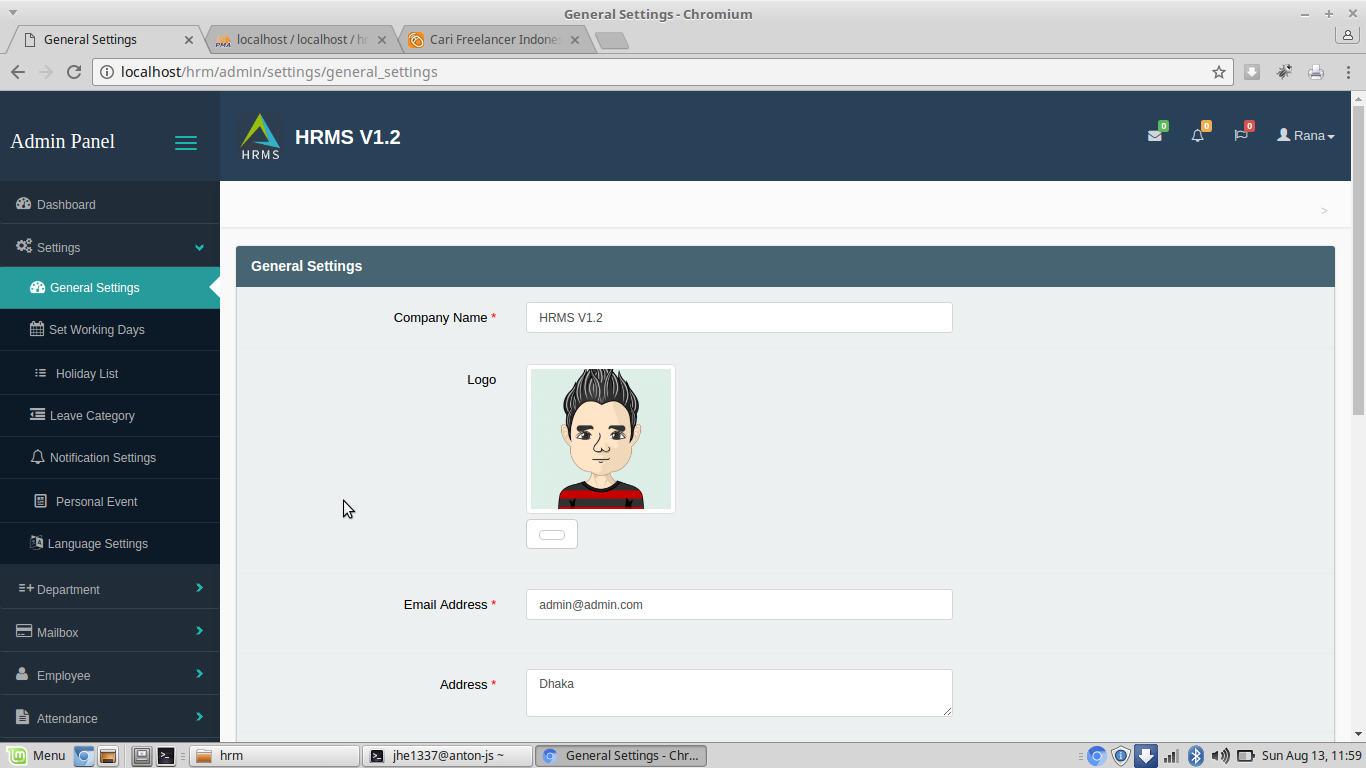 General Settings - Chromium
General Settings
localhost / localhost / hr
Cari Freelancer Indone
localhost/hrm/admin/settings/general_settings
Admin Panel
HRMS
HRMS V1.2
0
0
0
Rana
Dashboard
>
Settings
General Settings
General Settings
Set Working Days
Company Name *
HRMS V1.2
Holiday List
Logo
Leave Category
Notification Settings
Personal Event
Language Settings
Department
Email Address *
admin@admin.com
Mailbox
Employee
Address *
Dhaka
Attendance
Menu
hrm
jhe1337@anton-js ~
General Settings - Chr...
Sun Aug 13, 11:59